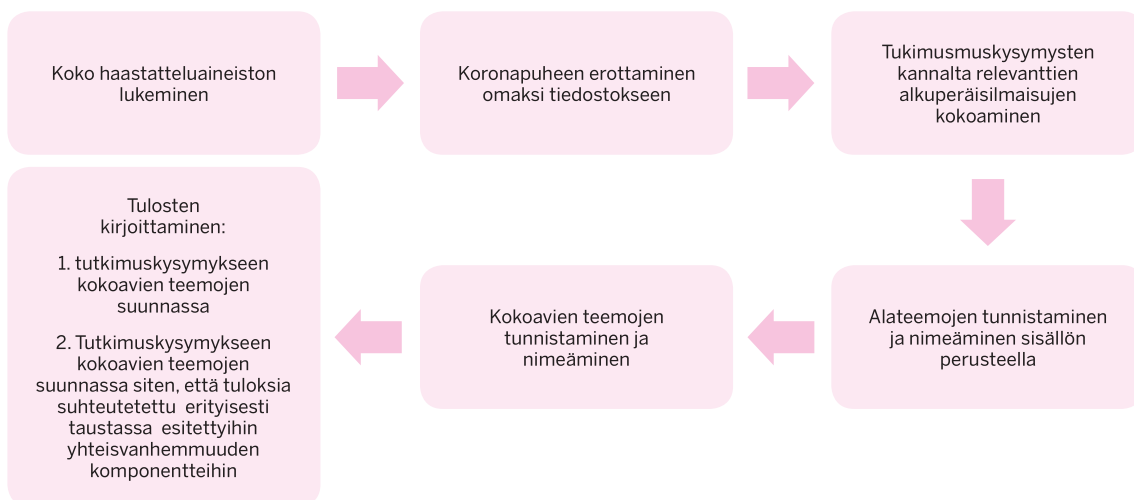 Koko haastatteluaineiston
lukeminen
Koronapuheen erottaminen
omaksi tiedostokseen
Tukimusmuskysymysten
kannalta relevanttien
alkuperäisilmaisujen
kokoaminen
Alateemojen tunnistaminen
ja nimeäminen sisällön
perusteella
Kokoavien teemojen
tunnistaminen ja
nimeäminen
Tulosten
kirjoittaminen:
1. tutkimuskysymykseen
kokoavien teemojen
suunnassa
2. Tutkimuskysymykseen
kokoavien teemojen
suunnassa siten, että tuloksia
suhteutetettu erityisesti
taustassa esitettyihin
yhteisvanhemmuuden
komponentteihin